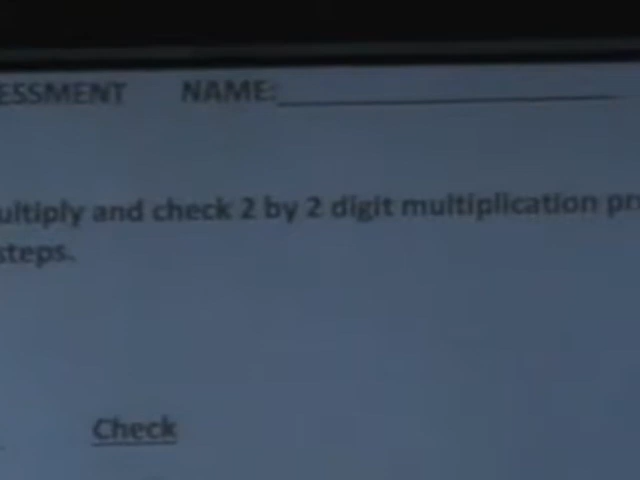 ESSMENT NAME:
ultiply and check 2 by 2 digit multiplication pr
steps.
Check